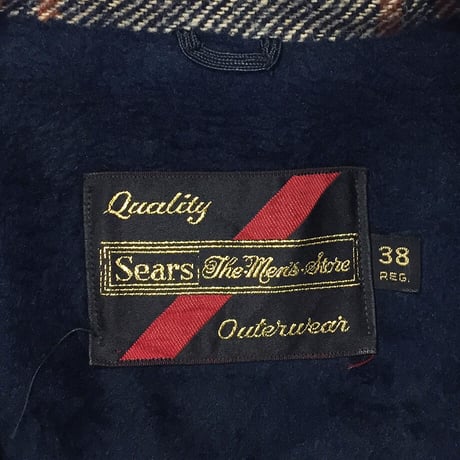 Quality
Sears The Men's Store
38
REG.
Outerwear